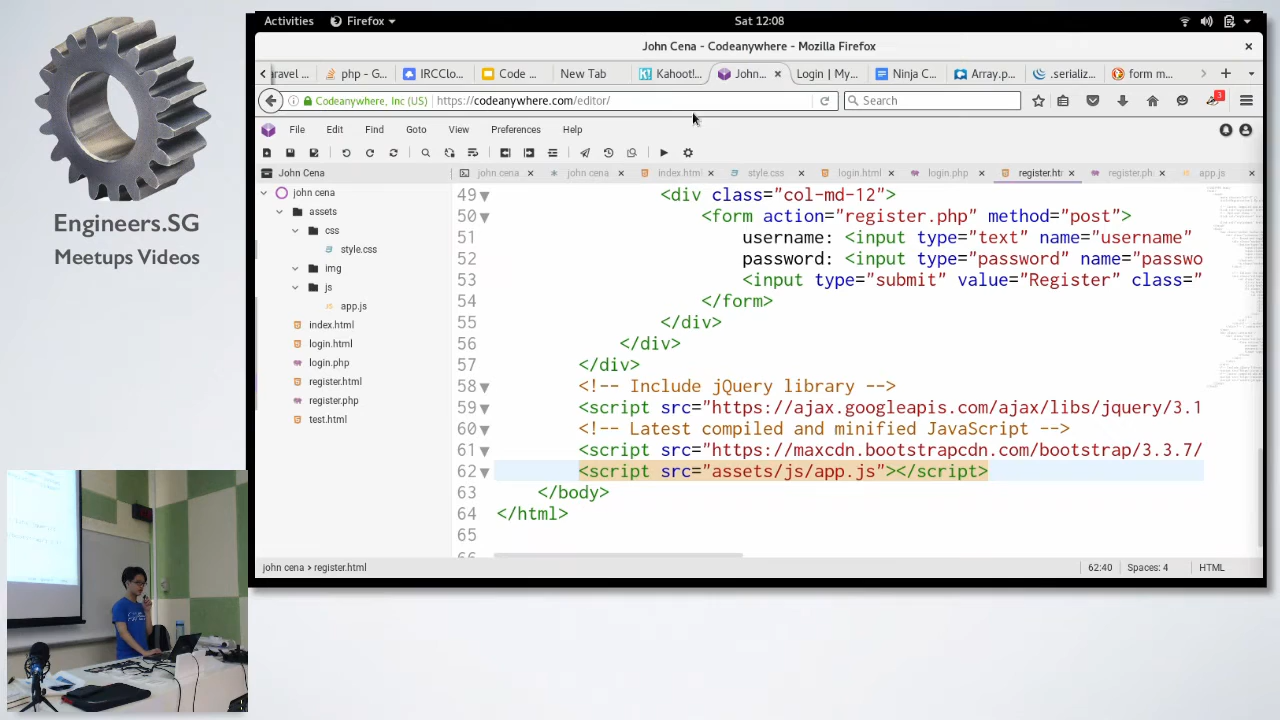 Activities
Firefox
Sat 12:08
John Cena - Codeanywhere - Mozilla Firefox
aravel ...
php - G...
IRCClo...
Code ...
New Tab
Kahoot!...
John...
Login | My...
Ninja C...
Array.p...
.serializ...
form m...
Codeanywhere, Inc (US)
https://codeanywhere.com/editor/
Search
3
File
Edit
Find
Goto
View
Preferences
Help
John Cena
john cena
john cena
index.html
style.css
login.html
login.php
register.ht
register.ph
app.js
john cena
assets
css
style.css
img
js
app.js
index.html
login.html
login.php
register.html
register.php
test.html
49 <div class="col-md-12">
50 <form action="register.php" method="post">
51 username: <input type="text" name="username"
52 password: <input type="password" name="passwo
53 <input type="submit" value="Register" class="
54 </form>
55 </div>
56 </div>
57 </div>
58 <!-- Include jQuery library -->
59 <script src="https://ajax.googleapis.com/ajax/libs/jquery/3.1
60 <!-- Latest compiled and minified JavaScript -->
61 <script src="https://maxcdn.bootstrapcdn.com/bootstrap/3.3.7/
62 <script src="assets/js/app.js"></script>
63 </body>
64 </html>
65
66
john cena > register.html
62:40
Spaces: 4
HTML
Engineers.SG
Meetups Videos